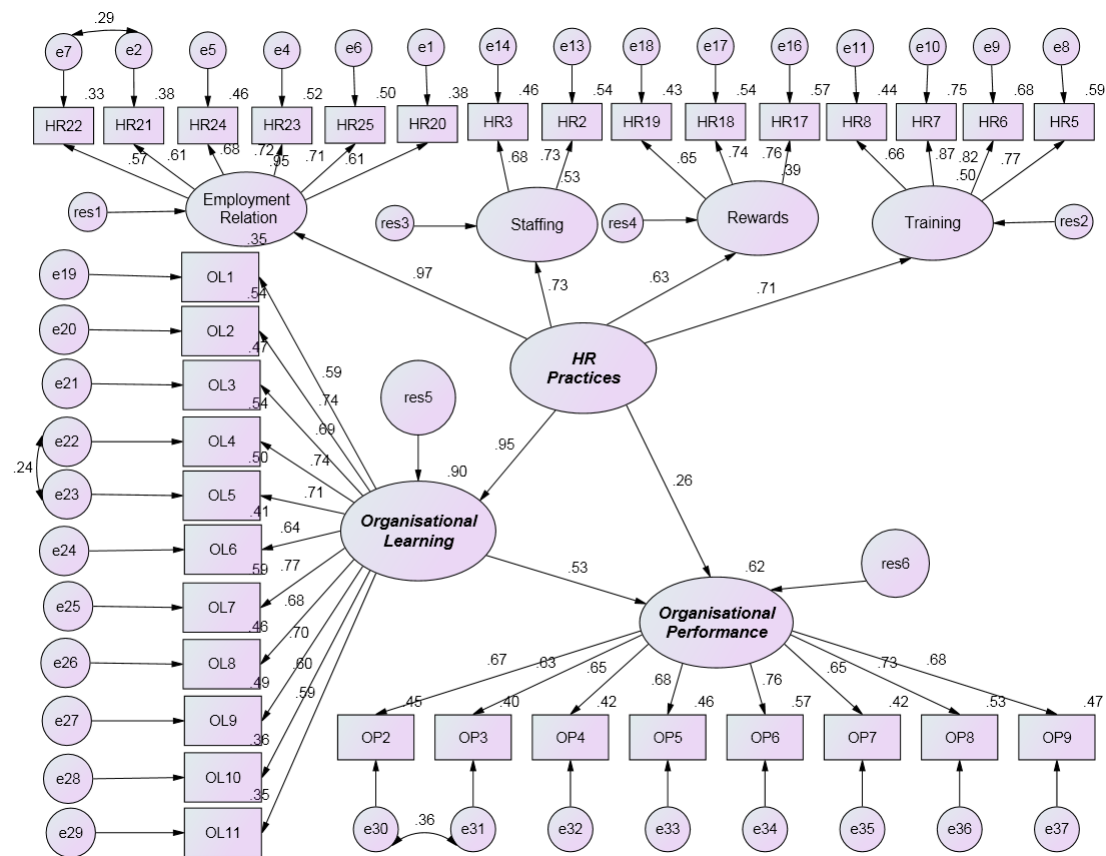 .29
e7 e2 e5 e4 e6 e1 e14 e13 e18 e17 e16 e11 e10 e9 e8
.33 .38 .46 .52 .50 .38 .46 .54 .43 .54 .57 .44 .75 .68 .59
HR22 HR21 HR24 HR23 HR25 HR20 HR3 HR2 HR19 HR18 HR17 HR8 HR7 HR6 HR5
.57 .61 .68 .72 .71 .61 .68 .73 .65 .74 .76 .66 .87 .82 .77
.95 .53 .39 .50
res1
Employment
Relation
res3
Staffing
res4
Rewards
Training
res2
.97 .73 .63 .71
HR
Practices
.35
e19 OL1
.54
e20 OL2
.47
e21 OL3
.54
e22 OL4
.50
.24
e23 OL5
.41
e24 OL6
.59
e25 OL7
.46
e26 OL8
.49
e27 OL9
.36
e28 OL10
.35
e29 OL11
.59
.74
.69
.74
.71
.64
.77
.68
.70
.60
.59
res5
.95
.90
.26
Organisational
Learning
.53
.62
res6
Organisational
Performance
.67 .63 .65 .68 .76 .65 .73 .68
.45 .40 .42 .46 .57 .42 .53 .47
OP2 OP3 OP4 OP5 OP6 OP7 OP8 OP9
.36
e30 e31 e32 e33 e34 e35 e36 e37